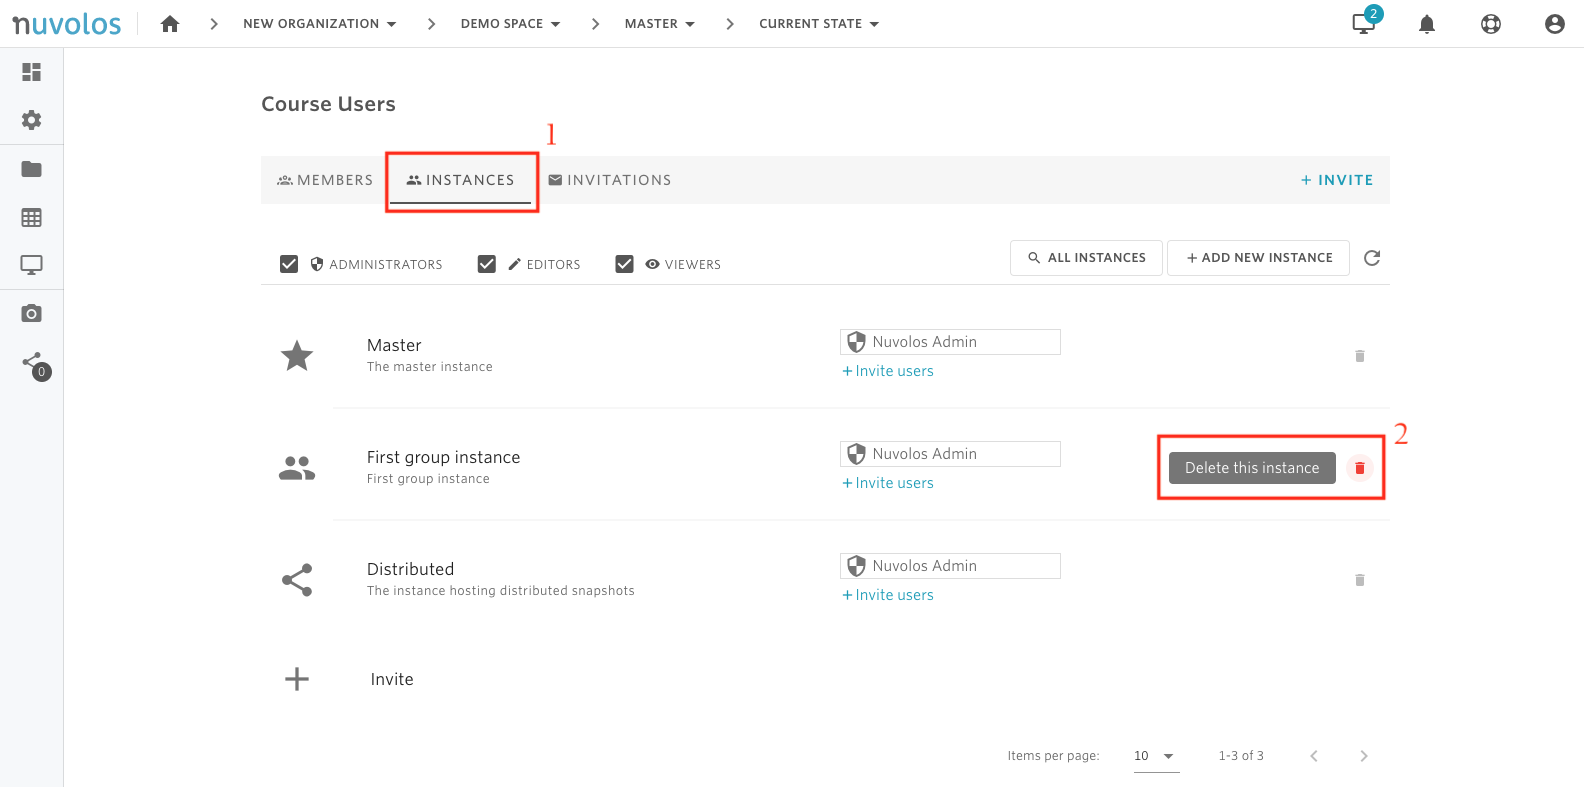 nuvolos
NEW ORGANIZATION
DEMO SPACE
MASTER
CURRENT STATE
2
Course Users
1
MEMBERS
INSTANCES
INVITATIONS
+ INVITE
ADMINISTRATORS
EDITORS
VIEWERS
ALL INSTANCES
+ ADD NEW INSTANCE
0
Master
The master instance
Nuvolos Admin
+ Invite users
First group instance
First group instance
Nuvolos Admin
+ Invite users
Delete this instance
2
Distributed
The instance hosting distributed snapshots
Nuvolos Admin
+ Invite users
Invite
Items per page:
10
1-3 of 3